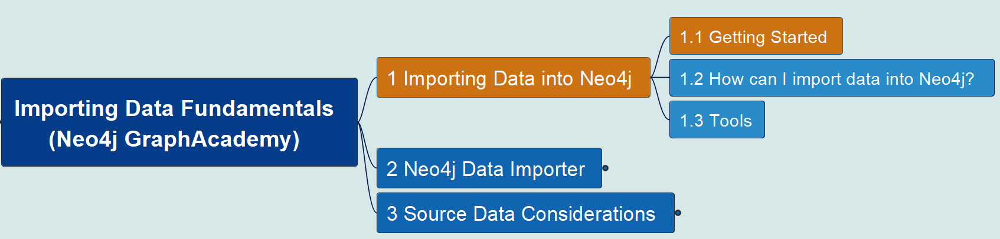 Importing Data Fundamentals
(Neo4j GraphAcademy)
1 Importing Data into Neo4j
1.1 Getting Started
1.2 How can I import data into Neo4j?
1.3 Tools
2 Neo4j Data Importer
3 Source Data Considerations